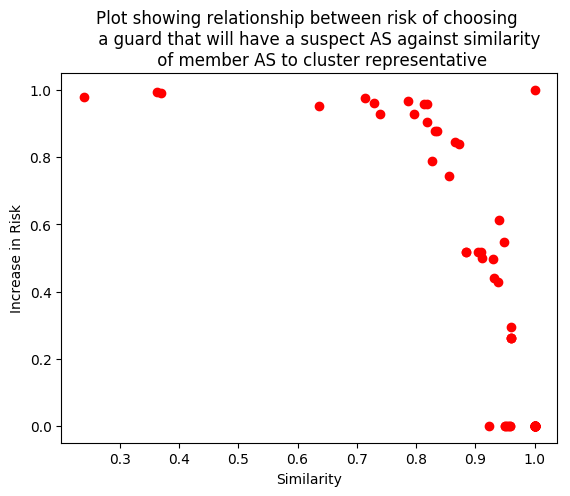 Plot showing relationship between risk of choosing
a guard that will have a suspect AS against similarity
of member AS to cluster representative
1.0
0.8
0.6
0.4
0.2
0.0
Increase in Risk
0.3 0.4 0.5 0.6 0.7 0.8 0.9 1.0
Similarity